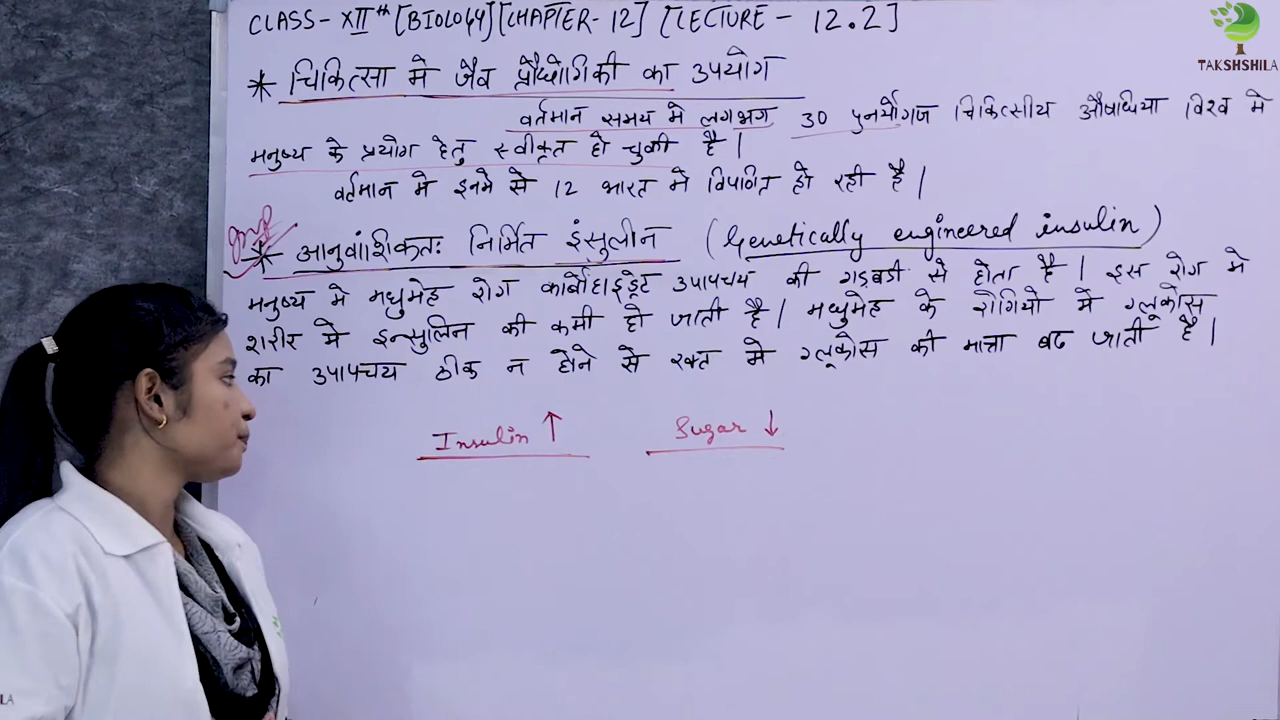 CLASS - XIIth [BIOLOGY] [CHAPTER - 12] [LECTURE - 12.2]
TAKSHSHILA
* चिकित्सा मे जैव प्रौद्योगिकी का उपयोग
वर्तमान समय मे लगभग 30 पुनर्योगज चिकित्सीय औषधिया विश्व मे
मनुष्य के प्रयोग हेतु स्वीकृत हो चुकी है |
वर्तमान मे इनमे से 12 भारत मे विपणित हो रही है |
Imp
* आनुवांशिकतः निर्मित इंसुलीन (Genetically engineered insulin)
मनुष्य मे मधुमेह रोग कार्बोहाइड्रेट उपापचय की गड़बडी से होता है | इस रोग मे
शरीर मे इन्सुलिन की कमी हो जाती है | मधुमेह के रोगियो मे ग्लूकोस
का उपापचय ठीक न होने से रक्त मे ग्लूकोस की मात्रा बढ जाती है |
Insulin ↑ Sugar ↓
LA